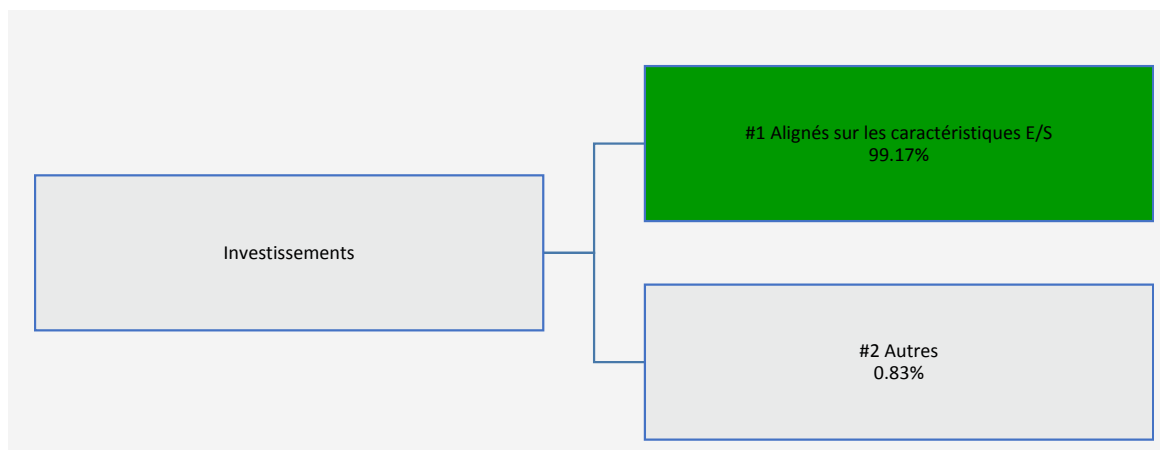 Investissements
#1 Alignés sur les caractéristiques E/S
99.17%
#2 Autres
0.83%